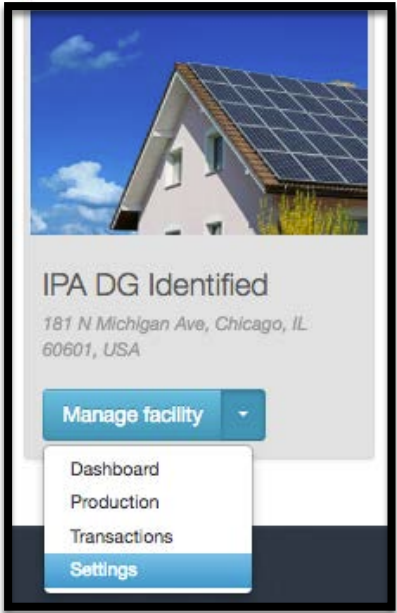 IPA DG Identified
181 N Michigan Ave, Chicago, IL
60601, USA
Manage facility
Dashboard
Production
Transactions
Settings